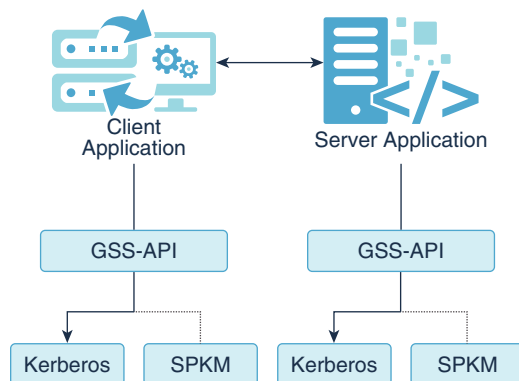 Client
Application
Server Application
GSS-API
GSS-API
Kerberos
SPKM
Kerberos
SPKM